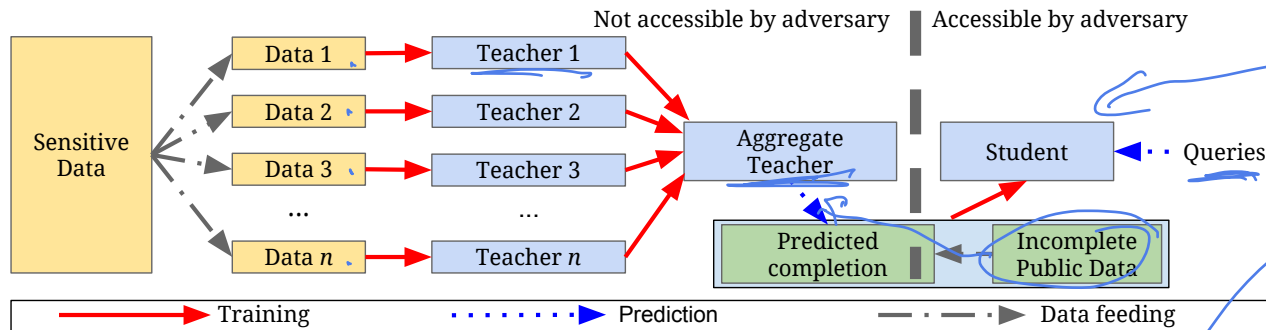 Not accessible by adversary
Accessible by adversary
Sensitive
Data
Data 1
Data 2
Data 3
...
Data n
Teacher 1
Teacher 2
Teacher 3
...
Teacher n
Aggregate
Teacher
Student
Queries
Predicted
completion
Incomplete
Public Data
Training
Prediction
Data feeding